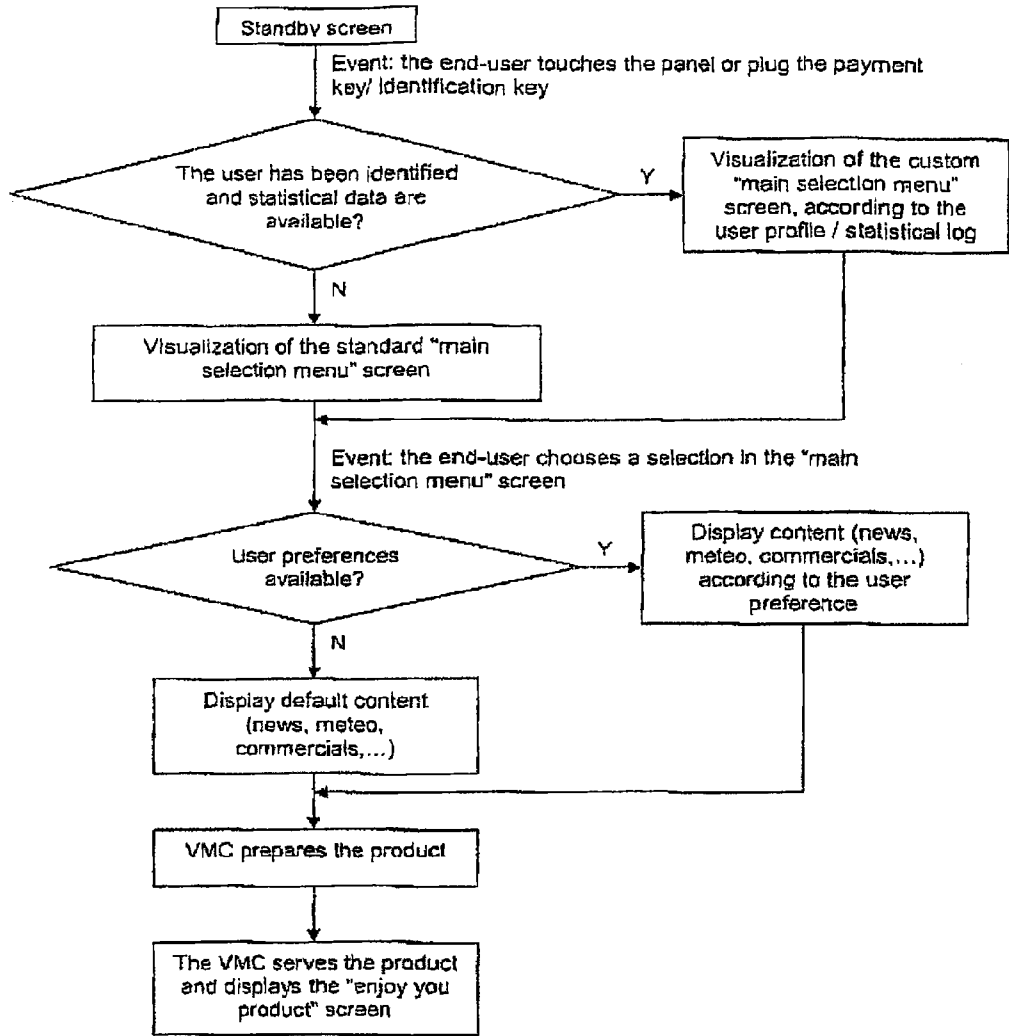 Standby screen
Event: the end-user touches the panel or plug the payment
key/ identification key
The user has been identified
and statistical data are
available?
Y
Visualization of the custom
"main selection menu"
screen, according to the
user profile / statistical log
N
Visualization of the standard "main
selection menu" screen
Event: the end-user chooses a selection in the "main
selection menu" screen
User preferences
available?
Y
Display content (news,
meteo, commercials,...)
according to the user
preference
N
Display default content
(news, meteo,
commercials,...)
VMC prepares the product
The VMC serves the product
and displays the "enjoy you
product" screen